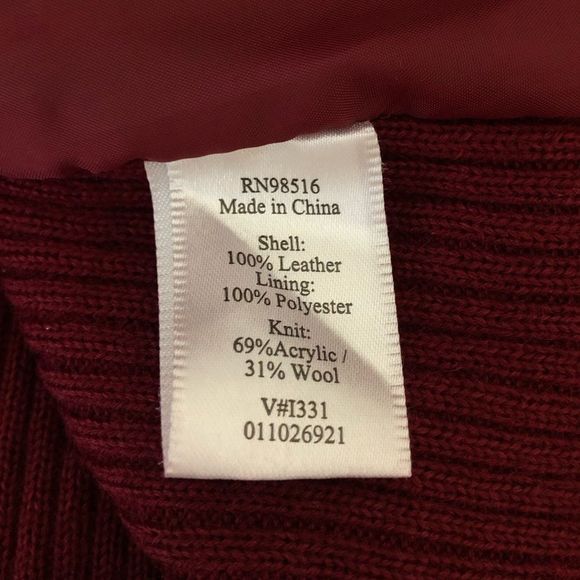 RN98516
Made in China
Shell:
100% Leather
Lining:
100% Polyester
Knit:
69%Acrylic /
31% Wool
V#I331
011026921